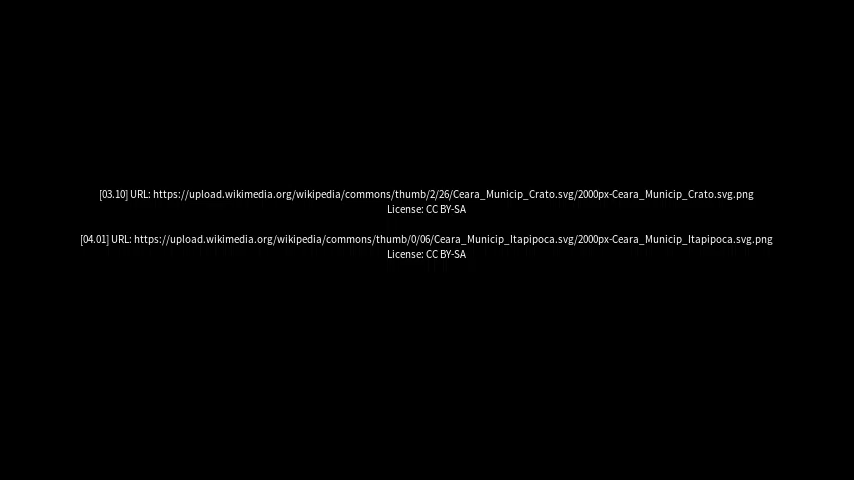 [03.10] URL: https://upload.wikimedia.org/wikipedia/commons/thumb/2/26/Ceara_Municip_Crato.svg/2000px-Ceara_Municip_Crato.svg.png
License: CC BY-SA
[04.01] URL: https://upload.wikimedia.org/wikipedia/commons/thumb/0/06/Ceara_Municip_Itapipoca.svg/2000px-Ceara_Municip_Itapipoca.svg.png
License: CC BY-SA